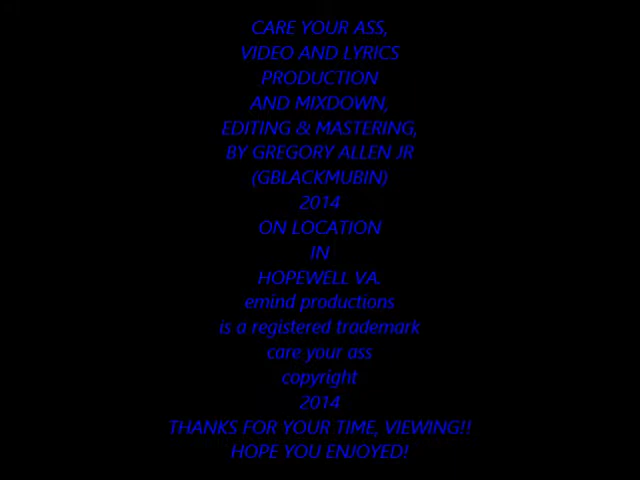 CARE YOUR ASS,
VIDEO AND LYRICS
PRODUCTION
AND MIXDOWN,
EDITING & MASTERING,
BY GREGORY ALLEN JR
(GBLACKMUBIN)
2014
ON LOCATION
IN
HOPEWELL VA.
emind productions
is a registered trademark
care your ass
copyright
2014
THANKS FOR YOUR TIME, VIEWING!!
HOPE YOU ENJOYED!